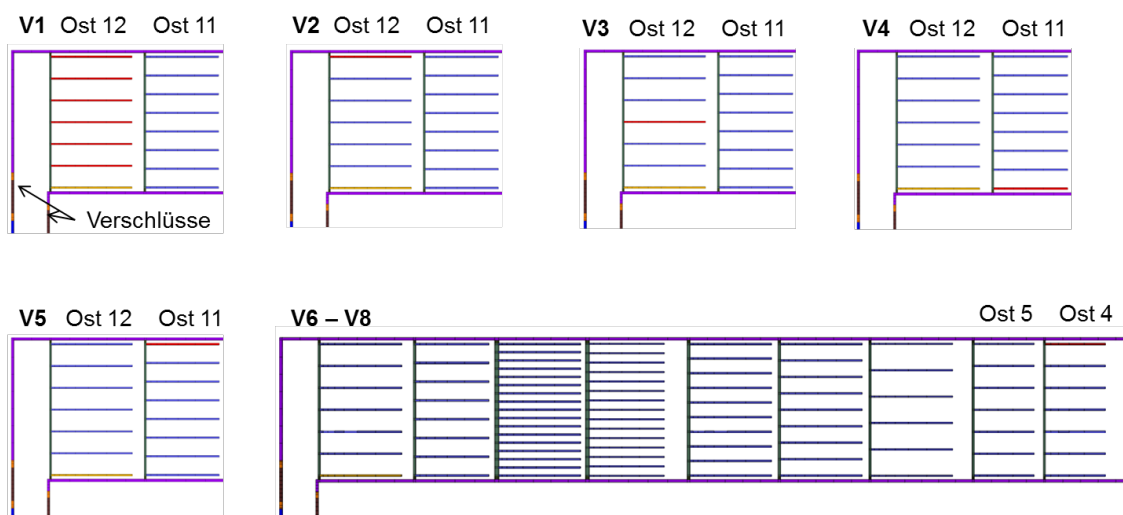 V1 Ost 12 Ost 11
V2 Ost 12 Ost 11
V3 Ost 12 Ost 11
V4 Ost 12 Ost 11
Verschlüsse
V5 Ost 12 Ost 11
V6 – V8
Ost 5 Ost 4